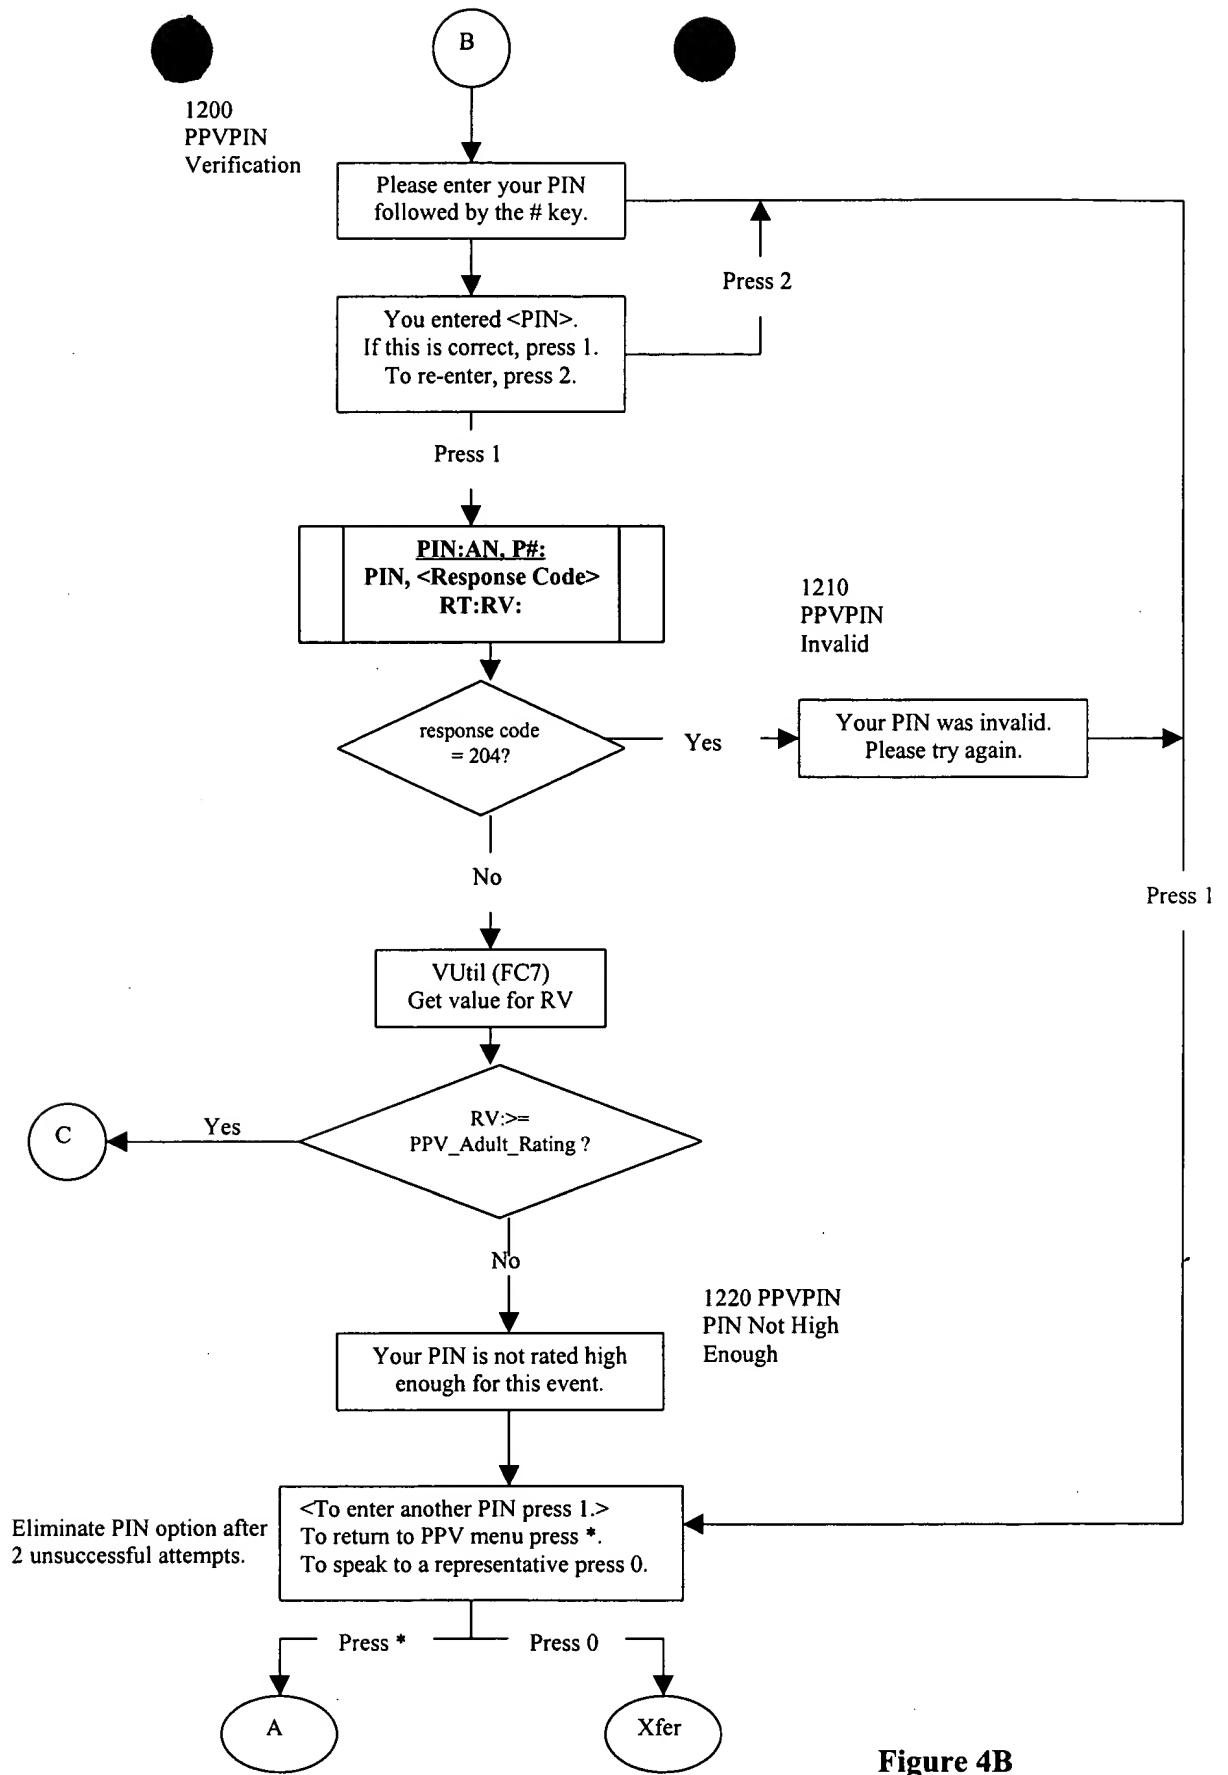 B
1200
PPVPIN
Verification
Please enter your PIN
followed by the # key.
Press 2
You entered <PIN>.
If this is correct, press 1.
To re-enter, press 2.
Press 1
PIN:AN, P#:
PIN, <Response Code>
RT:RV:
1210
PPVPIN
Invalid
response code
= 204?
Yes
Your PIN was invalid.
Please try again.
No
Press 1
VUtil (FC7)
Get value for RV
C
Yes
RV:>=
PPV_Adult_Rating ?
No
1220 PPVPIN
PIN Not High
Enough
Your PIN is not rated high
enough for this event.
Eliminate PIN option after
2 unsuccessful attempts.
<To enter another PIN press 1.>
To return to PPV menu press *.
To speak to a representative press 0.
Press *
Press 0
A
Xfer
Figure 4B